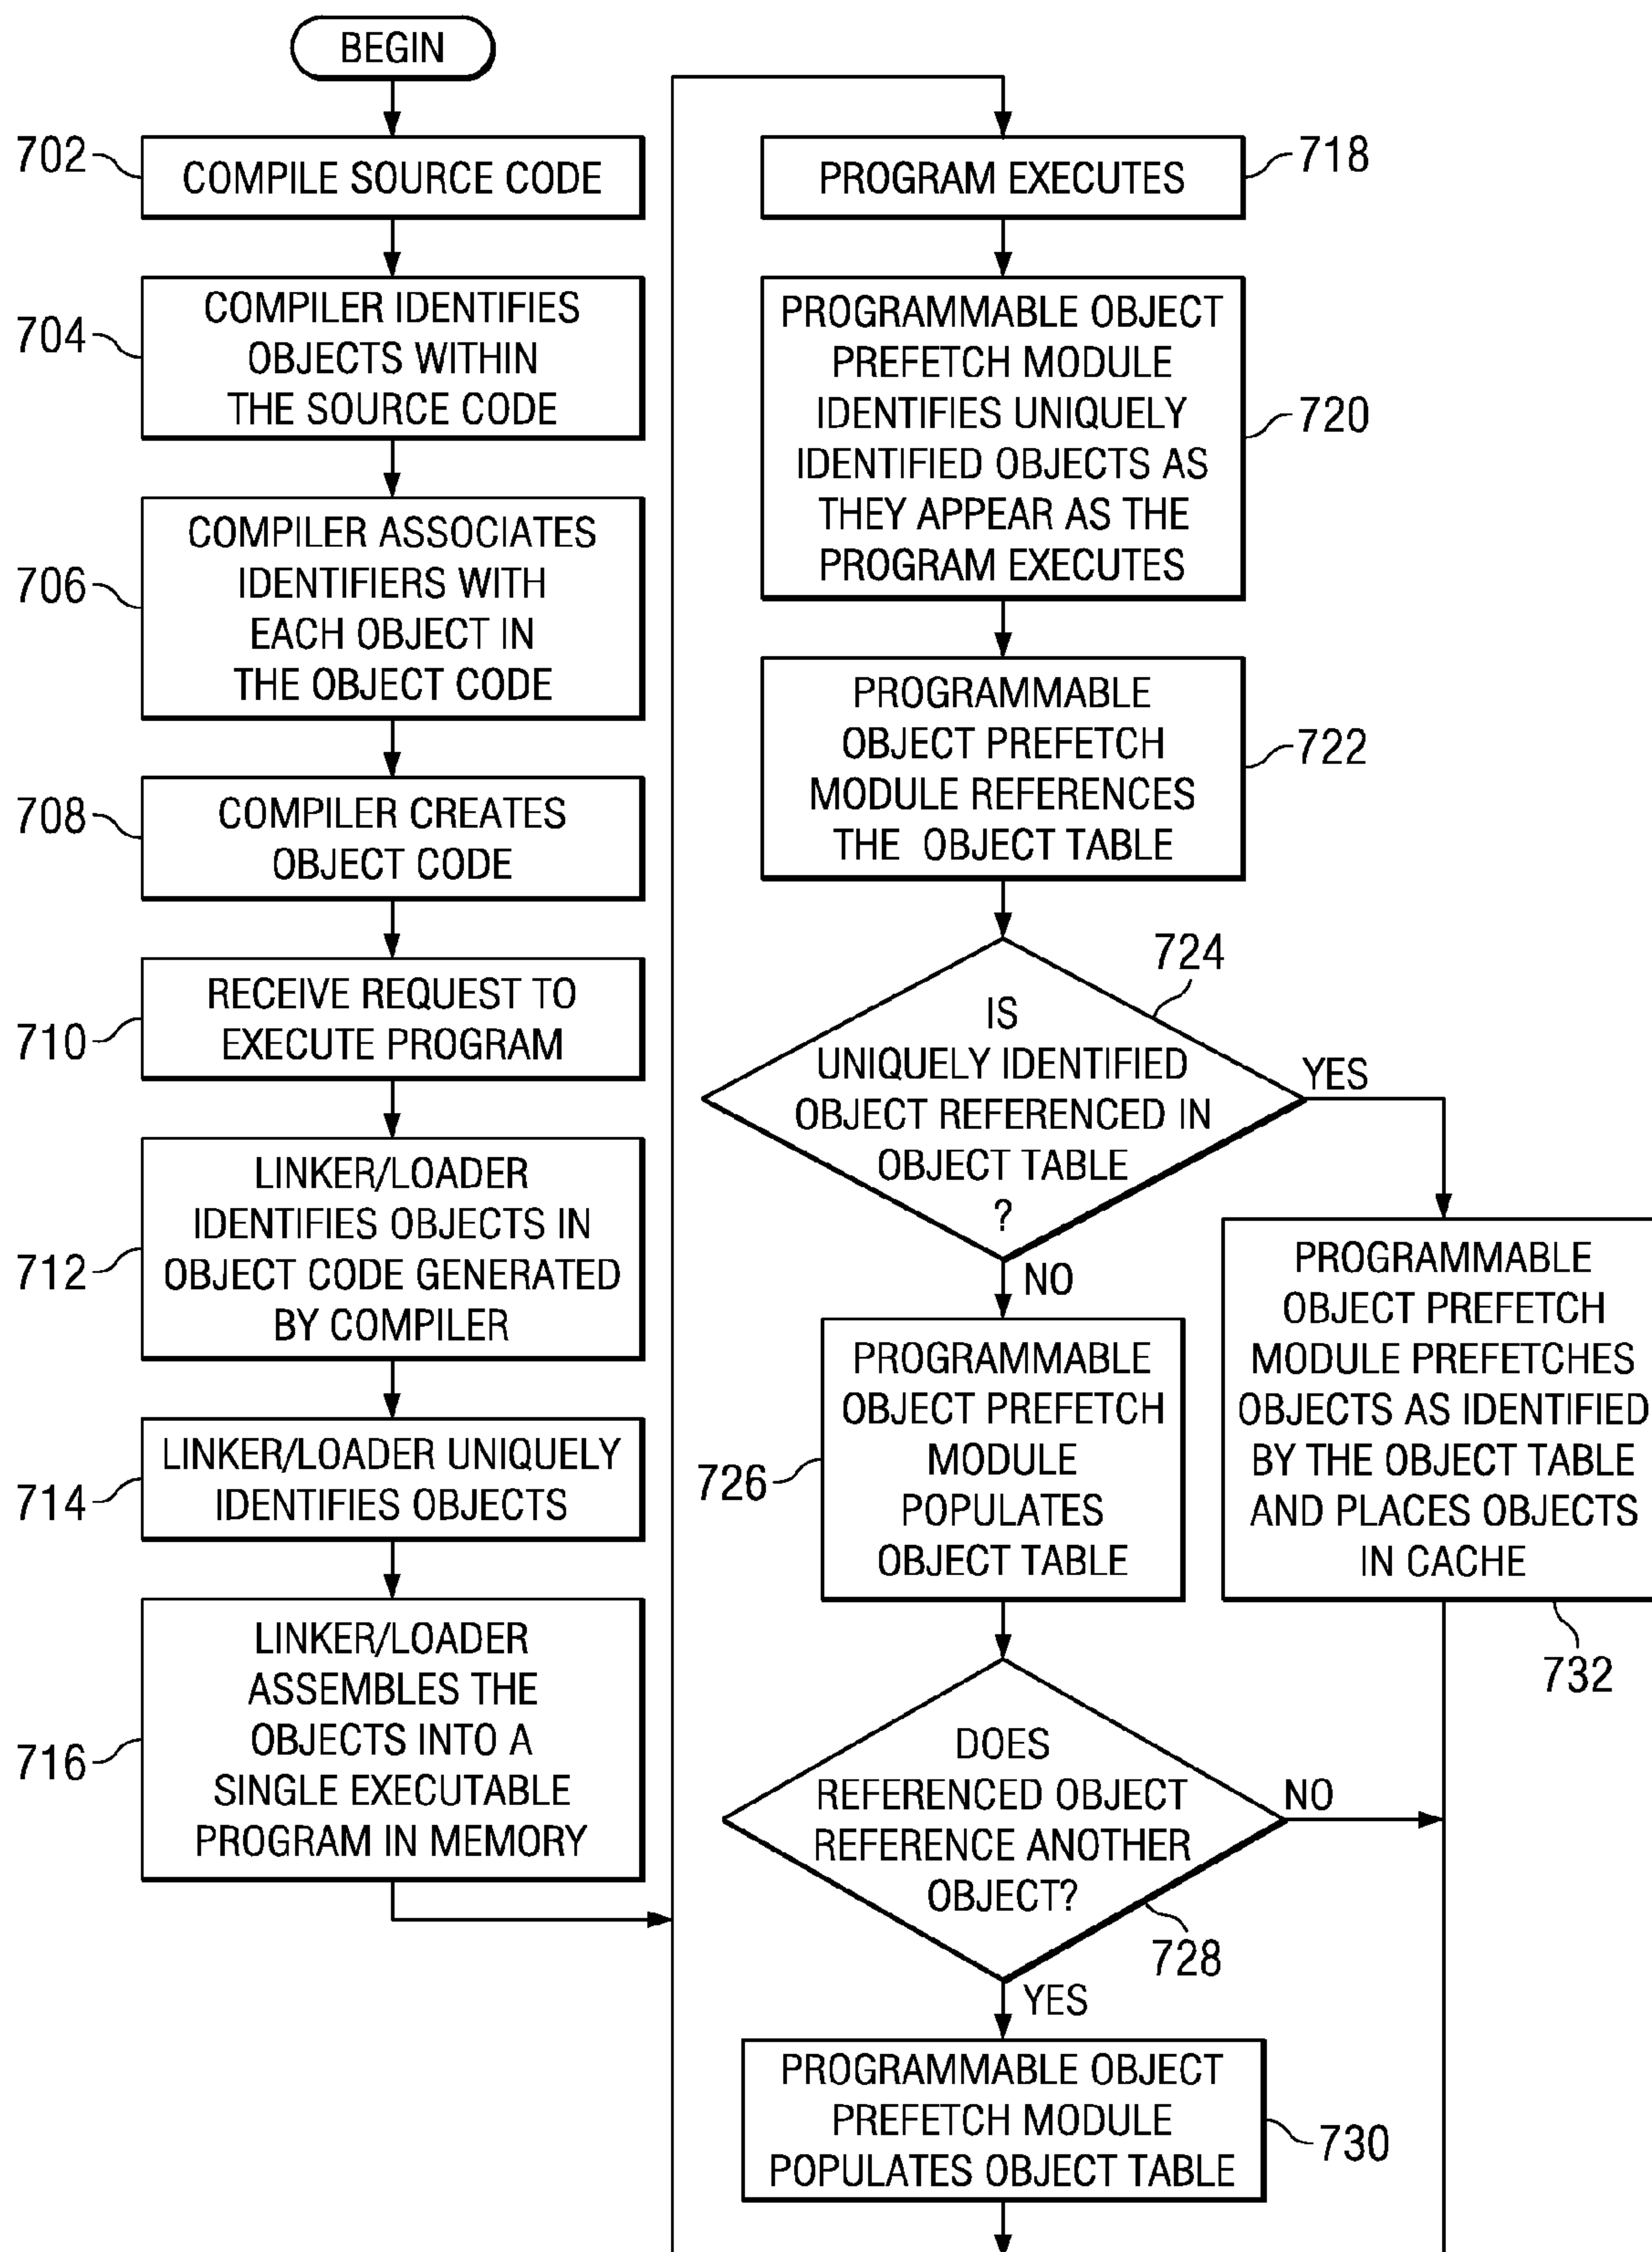 BEGIN
702
COMPILE SOURCE CODE
704
COMPILER IDENTIFIES
OBJECTS WITHIN
THE SOURCE CODE
706
COMPILER ASSOCIATES
IDENTIFIERS WITH
EACH OBJECT IN
THE OBJECT CODE
708
COMPILER CREATES
OBJECT CODE
710
RECEIVE REQUEST TO
EXECUTE PROGRAM
712
LINKER/LOADER
IDENTIFIES OBJECTS IN
OBJECT CODE GENERATED
BY COMPILER
714
LINKER/LOADER UNIQUELY
IDENTIFIES OBJECTS
716
LINKER/LOADER
ASSEMBLES THE
OBJECTS INTO A
SINGLE EXECUTABLE
PROGRAM IN MEMORY
PROGRAM EXECUTES
718
PROGRAMMABLE OBJECT
PREFETCH MODULE
IDENTIFIES UNIQUELY
IDENTIFIED OBJECTS AS
THEY APPEAR AS THE
PROGRAM EXECUTES
720
PROGRAMMABLE
OBJECT PREFETCH
MODULE REFERENCES
THE OBJECT TABLE
722
724
IS
UNIQUELY IDENTIFIED
OBJECT REFERENCED IN
OBJECT TABLE
?
YES
NO
726
PROGRAMMABLE
OBJECT PREFETCH
MODULE
POPULATES
OBJECT TABLE
PROGRAMMABLE
OBJECT PREFETCH
MODULE PREFETCHES
OBJECTS AS IDENTIFIED
BY THE OBJECT TABLE
AND PLACES OBJECTS
IN CACHE
732
DOES
REFERENCED OBJECT
REFERENCE ANOTHER
OBJECT?
NO
728
YES
PROGRAMMABLE OBJECT
PREFETCH MODULE
POPULATES OBJECT TABLE
730